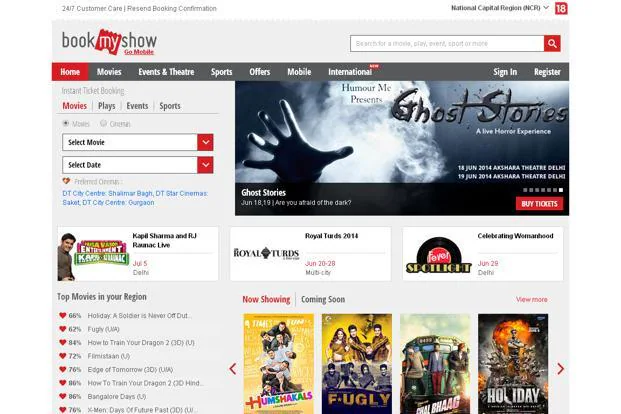 24/7 Customer Care | Resend Booking Confirmation
National Capital Region (NCR)
18
book my show
Go Mobile
Search for a movie, play, event, sport or more
Home Movies Events & Theatre Sports Offers Mobile International NEW Sign In Register
Instant Ticket Booking
Movies | Plays | Events | Sports
Movies Cinemas
Select Movie
Select Date
Preferred Cinemas :
DT City Centre: Shalimar Bagh, DT Star Cinemas:
Saket, DT City Centre: Gurgaon
Humour Me
Presents
Ghost Stories
A live Horror Experience
18 JUN 2014 AKSHARA THEATRE DELHI
19 JUN 2014 AKSHARA THEATRE DELHI
Ghost Stories
Jun 18,19 | Are you afraid of the dark?
BUY TICKETS
Kapil Sharma and RJ
Raunac Live
Jul 5
Delhi
ROYAL TURDS
Royal Turds 2014
Jun 20-28
Multi-city
Fever
SPOTLIGHT
Celebrating Womanhood
Jun 29
Delhi
Top Movies in your Region
66% Holiday: A Soldier is Never Off Dut...
62% Fugly (U/A)
84% How to Train Your Dragon 2 (3D) (U)
72% Filmistaan (U)
76% Edge of Tomorrow (3D) (U/A)
86% How To Train Your Dragon 2 (3D Hind...
86% Bangalore Days (U)
76% X-Men: Days Of Future Past (3D) (U/...
Now Showing | Coming Soon
View more
HUMSHAKALS
FUGLY
CHAL BHAAG
HOLIDAY